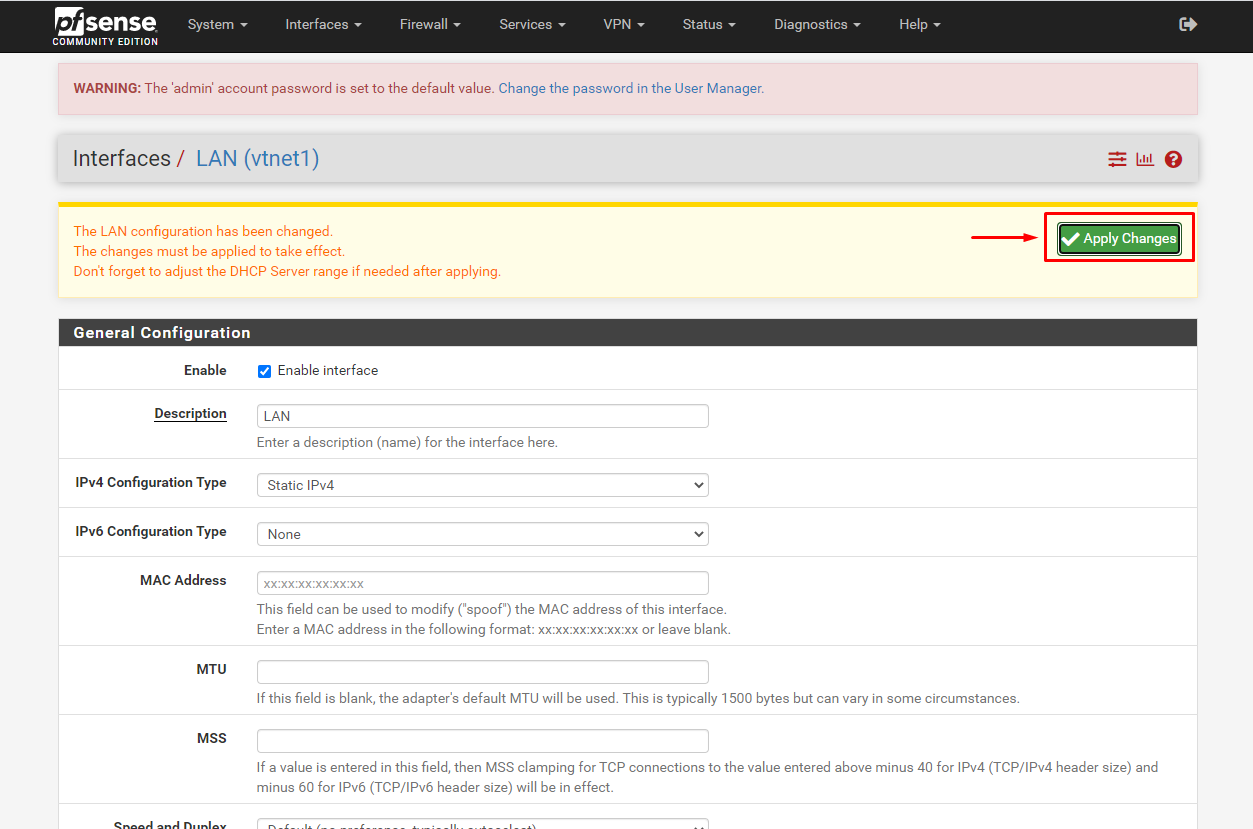 pfsense
COMMUNITY EDITION
System
Interfaces
Firewall
Services
VPN
Status
Diagnostics
Help
WARNING: The 'admin' account password is set to the default value. Change the password in the User Manager.
Interfaces / LAN (vtnet1)
The LAN configuration has been changed.
The changes must be applied to take effect.
Don't forget to adjust the DHCP Server range if needed after applying.
Apply Changes
General Configuration
Enable
Enable interface
Description
LAN
Enter a description (name) for the interface here.
IPv4 Configuration Type
Static IPv4
IPv6 Configuration Type
None
MAC Address
xx:xx:xx:xx:xx:xx
This field can be used to modify ("spoof") the MAC address of this interface.
Enter a MAC address in the following format: xx:xx:xx:xx:xx:xx or leave blank.
MTU
If this field is blank, the adapter's default MTU will be used. This is typically 1500 bytes but can vary in some circumstances.
MSS
If a value is entered in this field, then MSS clamping for TCP connections to the value entered above minus 40 for IPv4 (TCP/IPv4 header size) and
minus 60 for IPv6 (TCP/IPv6 header size) will be in effect.
Speed and Duplex
Default (no preference, typically autoselect)